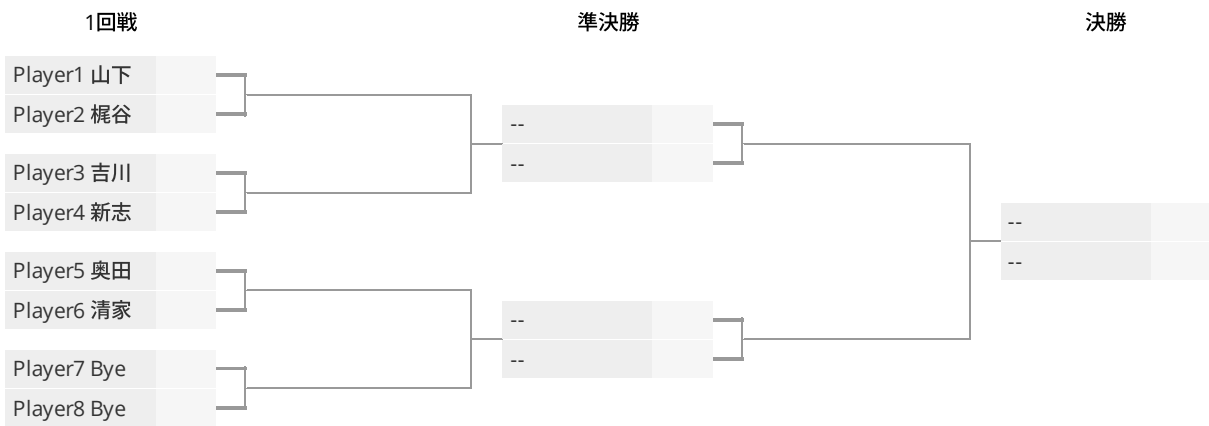 1回戦
準決勝
決勝
Player1 山下
Player2 梶谷
Player3 吉川
Player4 新志
Player5 奥田
Player6 清家
Player7 Bye
Player8 Bye
--
--
--
--
--
--